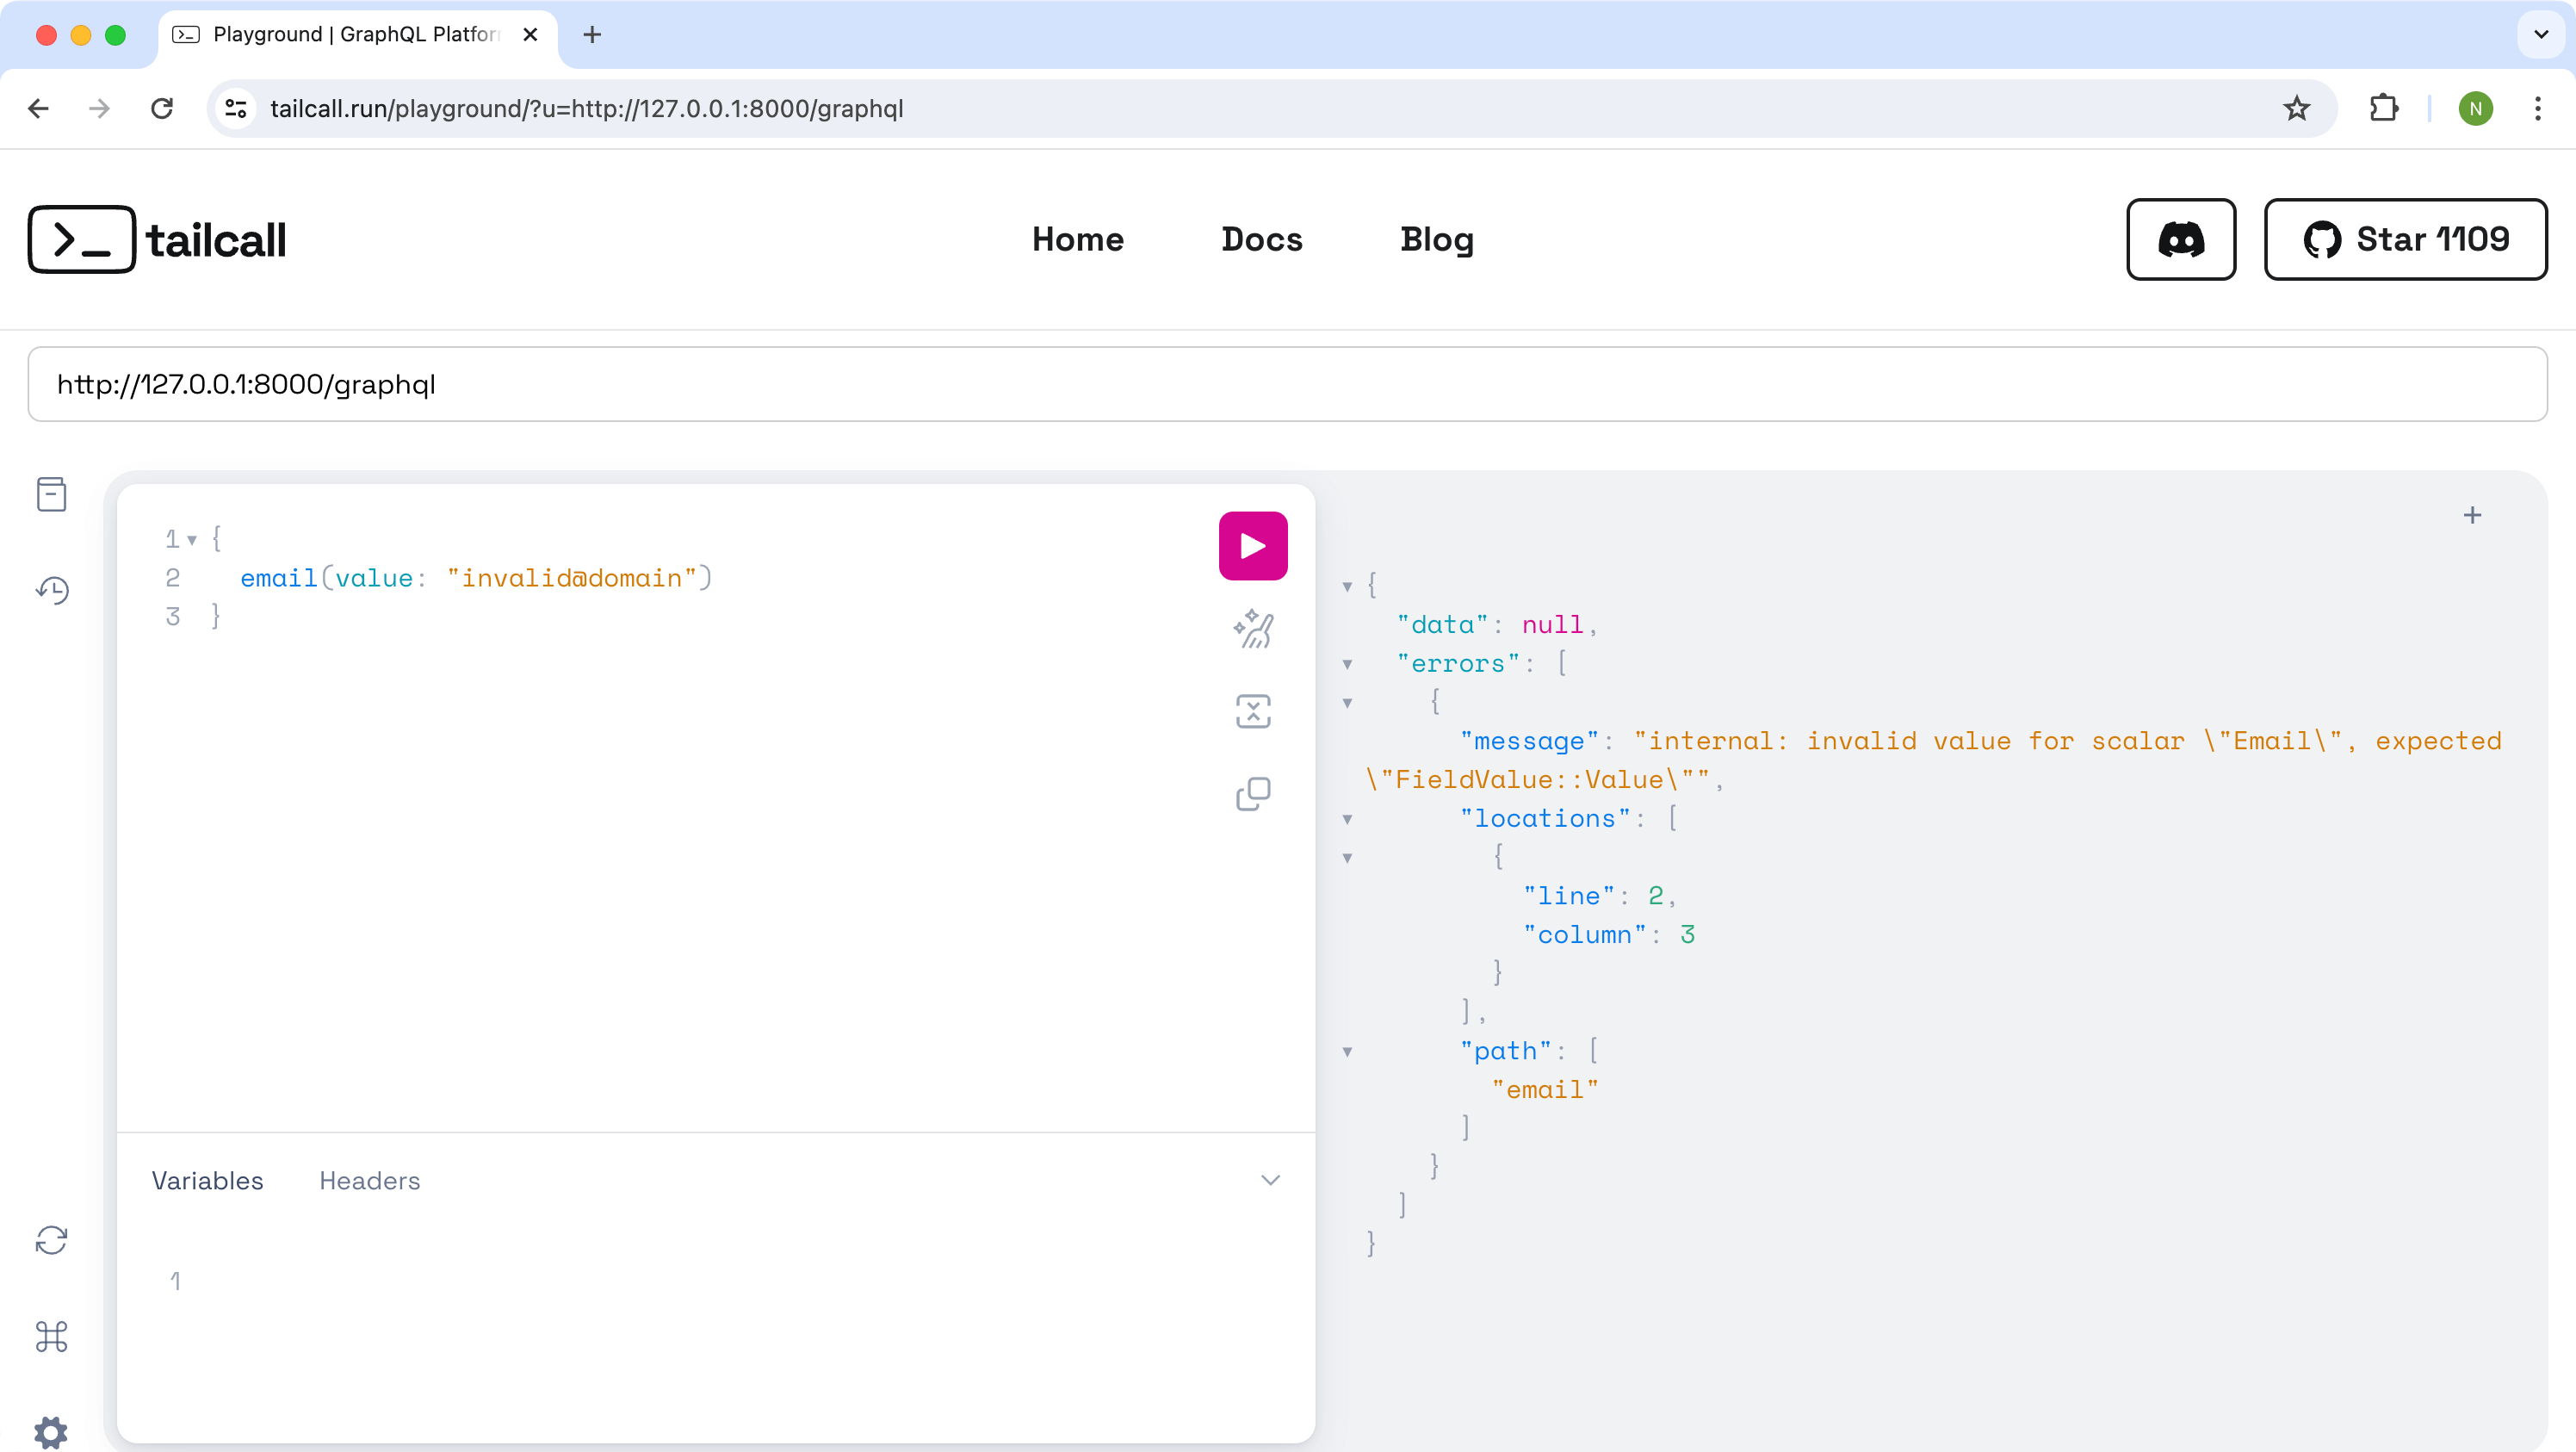 Playground | GraphQL Platfor
tailcall.run/playground/?u=http://127.0.0.1:8000/graphql
N
>_ tailcall
Home
Docs
Blog
Star 1109
http://127.0.0.1:8000/graphql
1 {
2 email(value: "invalid@domain")
3 }
{
"data": null,
"errors": [
{
"message": "internal: invalid value for scalar \"Email\", expected
\"FieldValue::Value\"",
"locations": [
{
"line": 2,
"column": 3
}
],
"path": [
"email"
]
}
]
}
Variables
Headers
1